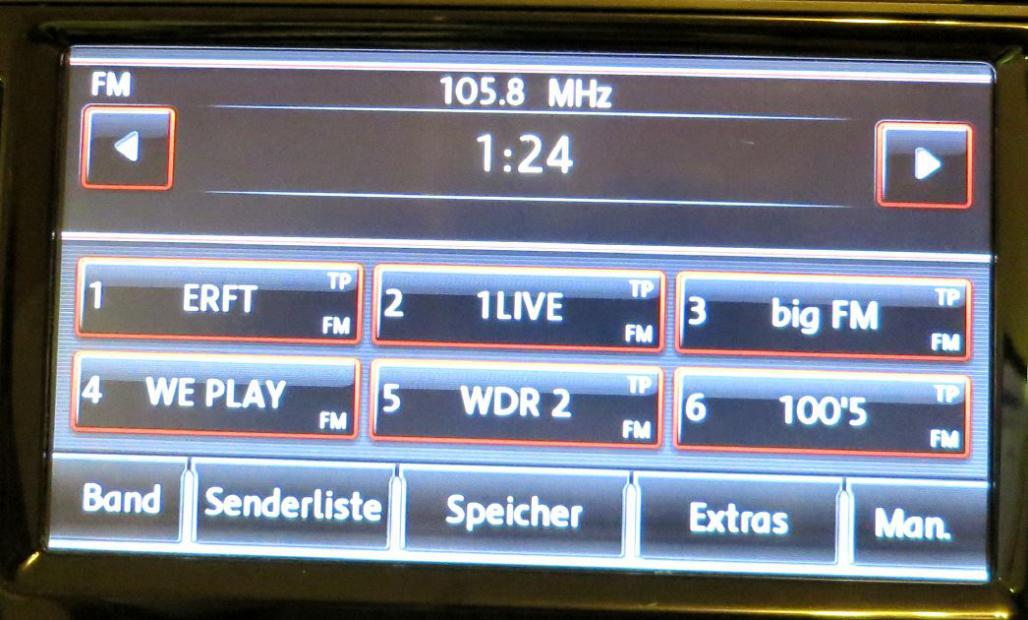 FM
105.8 MHz
1:24
1 ERFT TP FM
2 1LIVE TP FM
3 big FM TP FM
4 WE PLAY FM
5 WDR 2 TP FM
6 100'5 TP FM
Band Senderliste Speicher Extras Man.